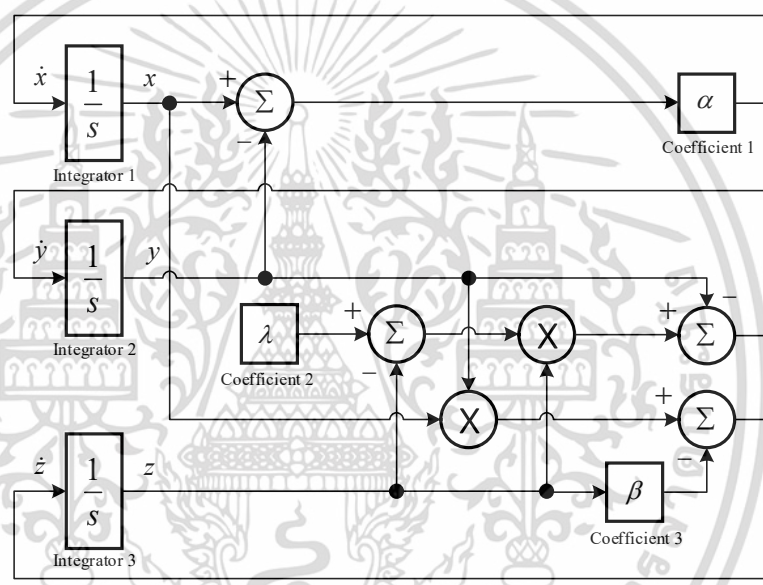 ẋ
1
s
x
+
−
Σ
α
Integrator 1
Coefficient 1
ẏ
1
s
y
Integrator 2
λ
Coefficient 2
+
−
Σ
X
+
−
Σ
X
+
−
Σ
ż
1
s
z
Integrator 3
β
Coefficient 3